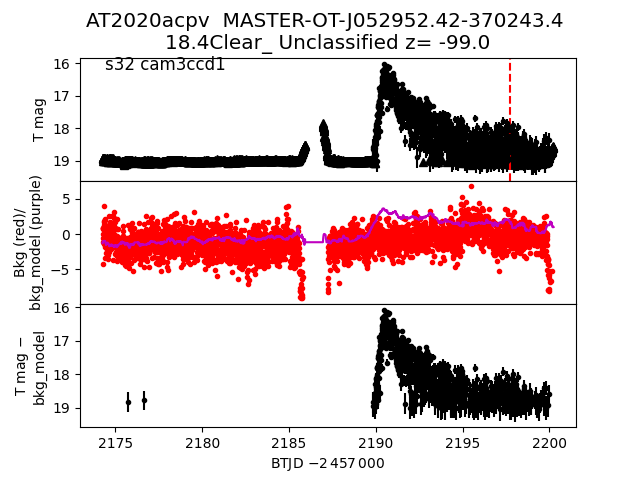 AT2020acpv MASTER-OT-J052952.42-370243.4
18.4Clear_ Unclassified z= -99.0
s32 cam3ccd1
16
17
18
19
T mag
5
0
−5
Bkg (red)/
bkg_model (purple)
16
17
18
19
T mag −
bkg_model
2175
2180
2185
2190
2195
2200
BTJD −2 457 000